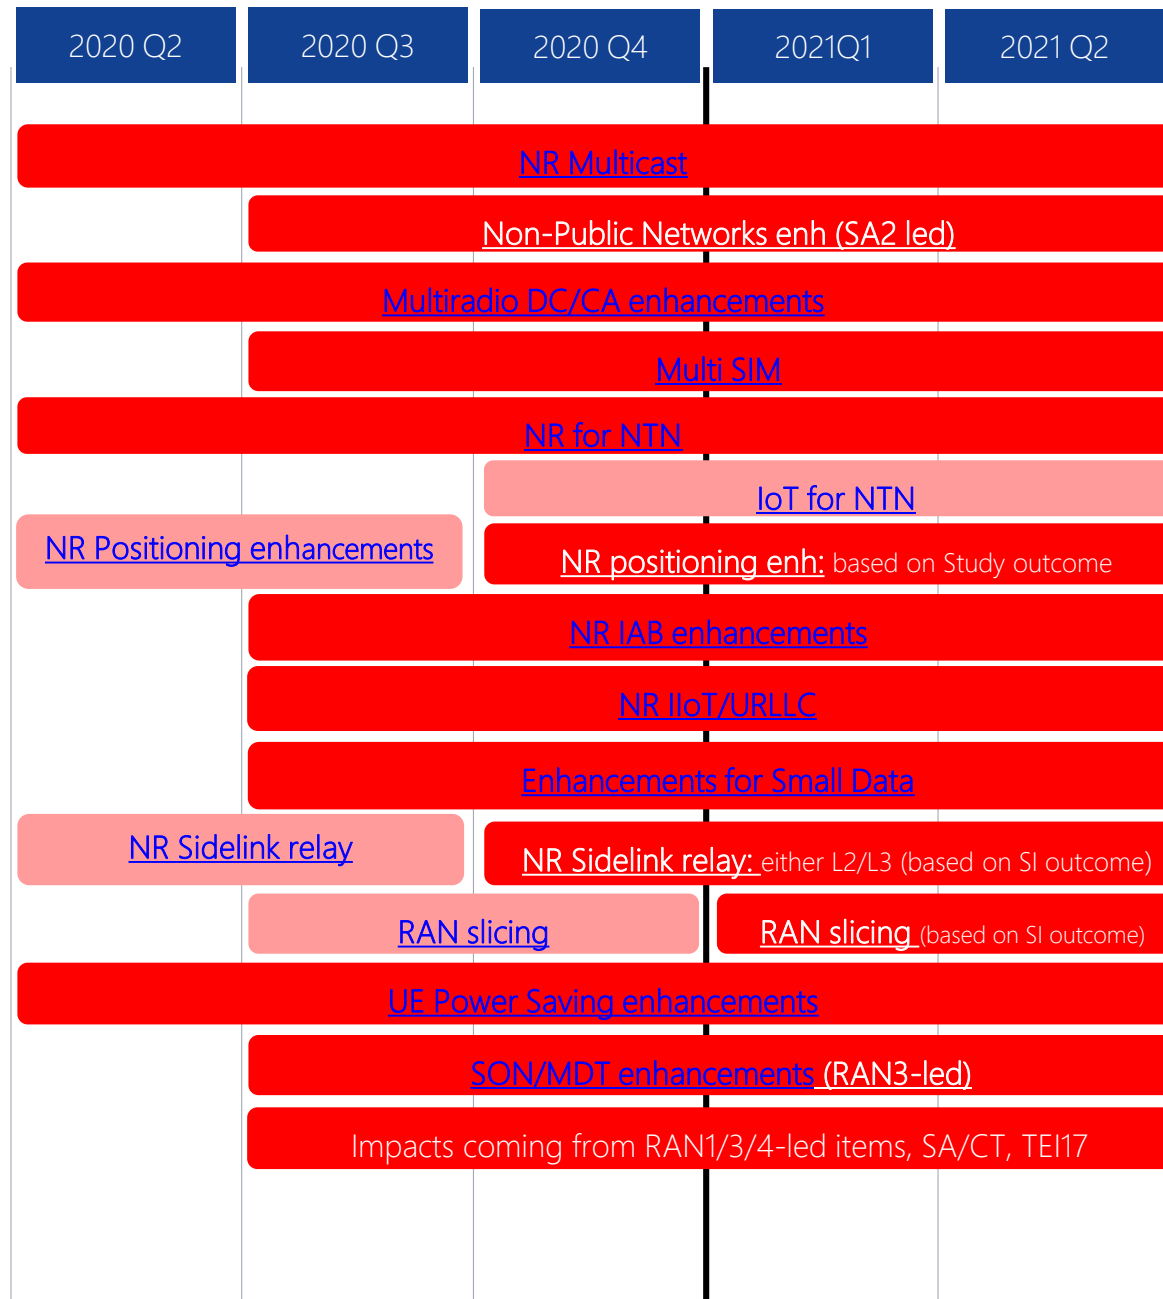 2020 Q2
2020 Q3
2020 Q4
2021Q1
2021 Q2
NR Multicast
Non-Public Networks enh (SA2 led)
Multiradio DC/CA enhancements
Multi SIM
NR for NTN
IoT for NTN
NR Positioning enhancements
NR positioning enh: based on Study outcome
NR IAB enhancements
NR IIoT/URLLC
Enhancements for Small Data
NR Sidelink relay
NR Sidelink relay: either L2/L3 (based on SI outcome)
RAN slicing
RAN slicing (based on SI outcome)
UE Power Saving enhancements
SON/MDT enhancements (RAN3-led)
Impacts coming from RAN1/3/4-led items, SA/CT, TEI17